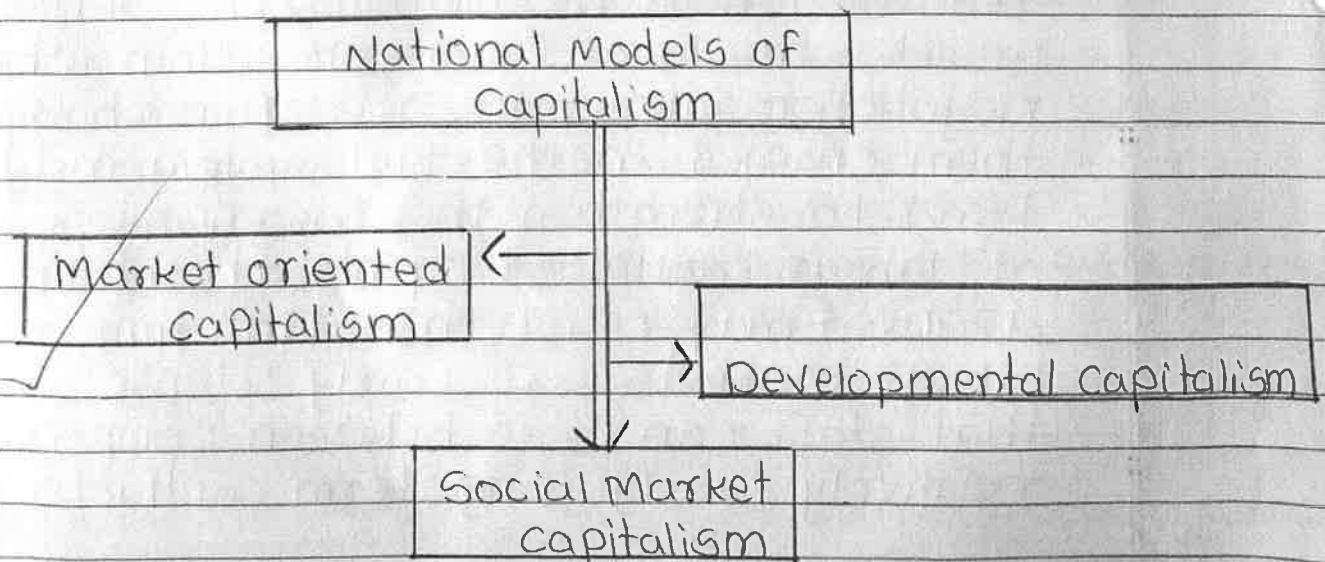 National Models of
capitalism
Market oriented
capitalism
Developmental capitalism
Social Market
capitalism